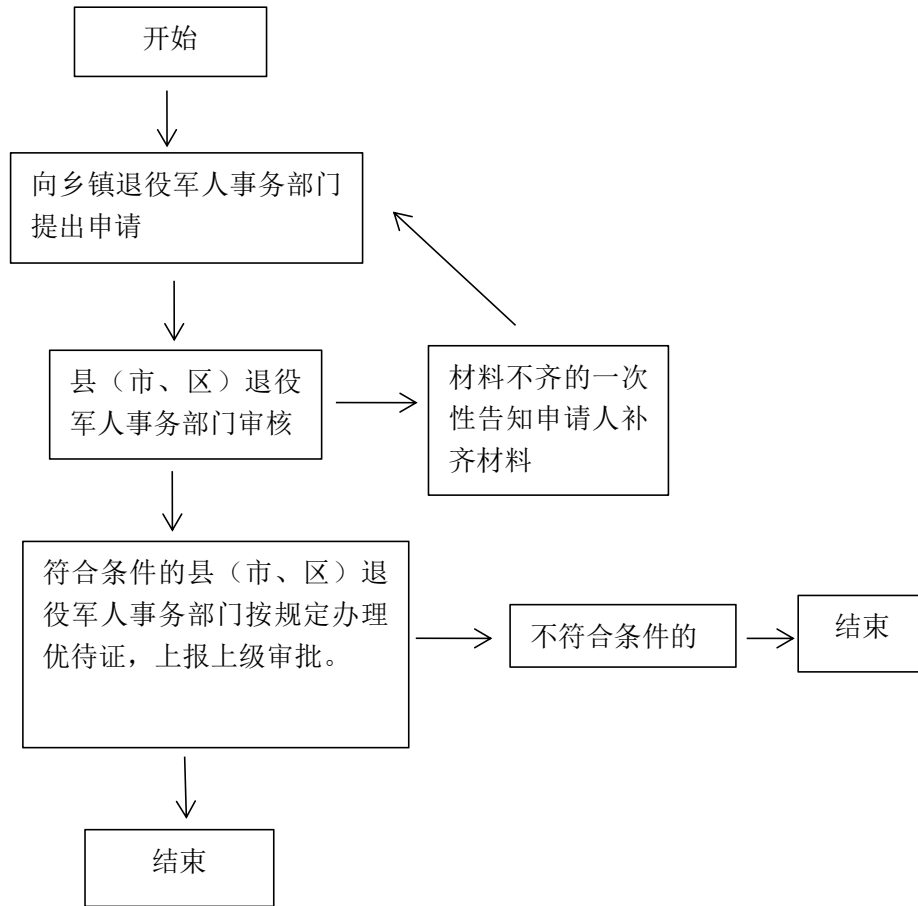 开始
向乡镇退役军人事务部门
提出申请
县（市、区）退役
军人事务部门审核
材料不齐的一次
性告知申请人补
齐材料
符合条件的县（市、区）退
役军人事务部门按规定办理
优待证，上报上级审批。
不符合条件的
结束
结束